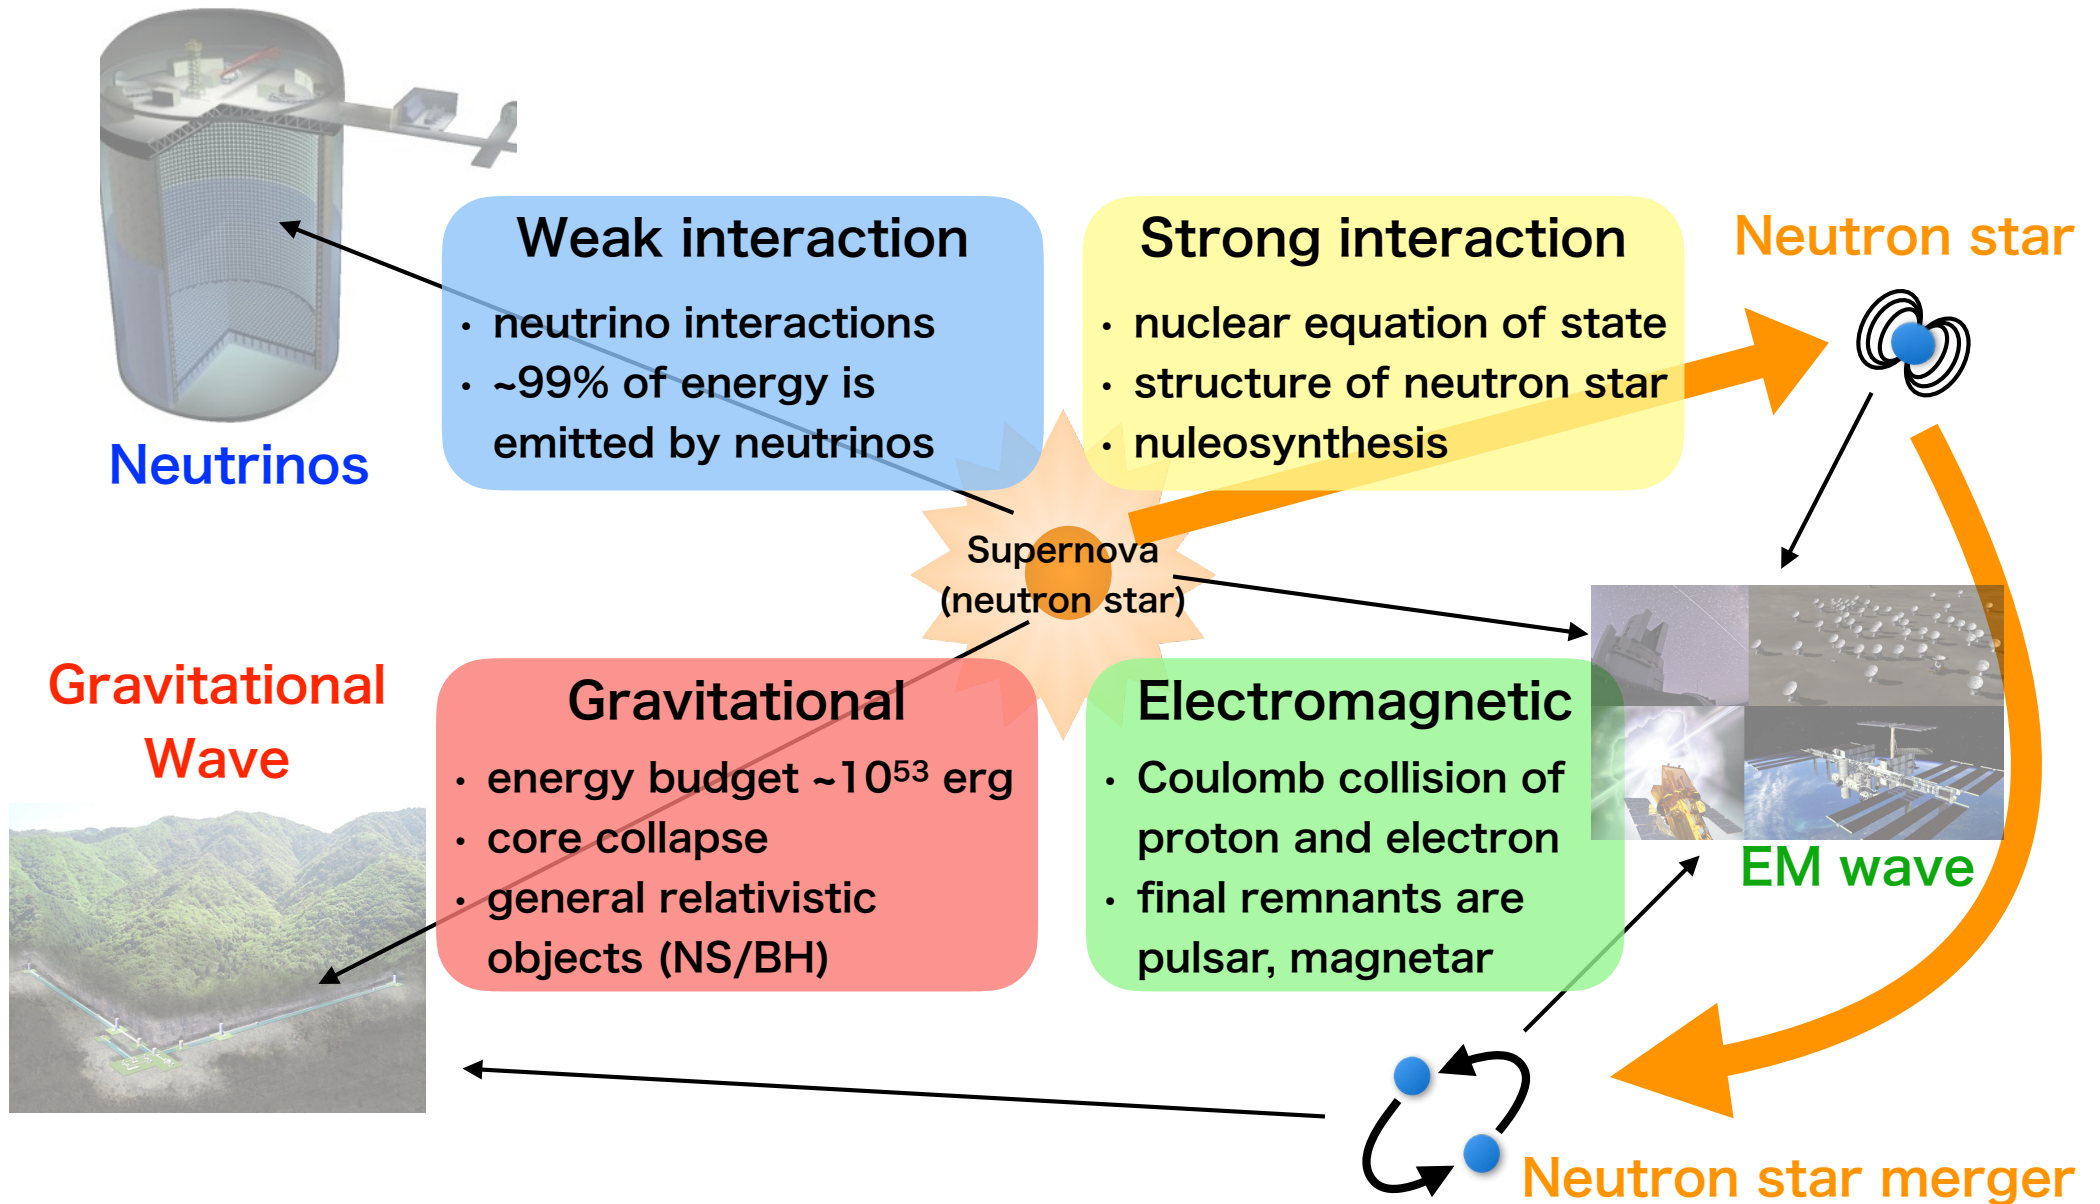 Weak interaction
· neutrino interactions
· ~99% of energy is
emitted by neutrinos
Strong interaction
· nuclear equation of state
· structure of neutron star
· nuleosynthesis
Neutron star
Neutrinos
Supernova
(neutron star)
Gravitational
Wave
Gravitational
· energy budget ~10⁵³ erg
· core collapse
· general relativistic
objects (NS/BH)
Electromagnetic
· Coulomb collision of
proton and electron
· final remnants are
pulsar, magnetar
EM wave
Neutron star merger